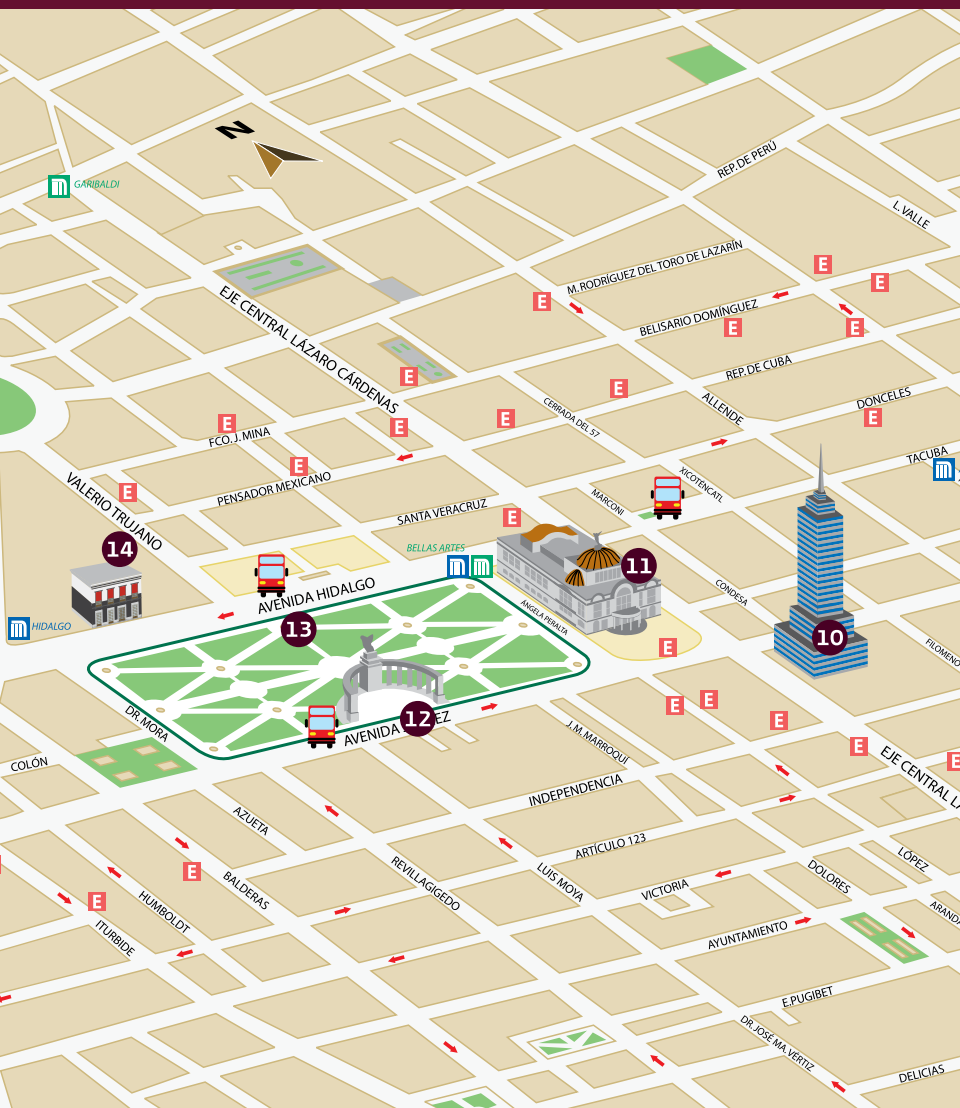 N
REP. DE PERÚ
GARIBALDI
L. VALLE
M. RODRÍGUEZ DEL TORO DE LAZARÍN
E
E
EJE CENTRAL LÁZARO CÁRDENAS
E
BELISARIO DOMÍNGUEZ
E
E
REP. DE CUBA
E
E
ALLENDE
DONCELES
E
CERRADA DEL 57
E
E
E
FCO. J. MINA
TACUBA
E
PENSADOR MEXICANO
XICOTÉNCATL
VALERIO TRUJANO
E
MARCONI
SANTA VERACRUZ
E
14
BELLAS ARTES
11
AVENIDA HIDALGO
CONDESA
ANGELA PERALTA
HIDALGO
13
10
E
FILOMENO
E
E
12
AVENIDA
EZ
E
DR. MORA
J. M. MARROQUI
E
E
EJE CENTRAL L
COLÓN
INDEPENDENCIA
AZUETA
ARTÍCULO 123
LÓPEZ
E
BALDERAS
REVILLAGIGEDO
LUIS MOYA
VICTORIA
DOLORES
E
HUMBOLDT
ARANDA
ITURBIDE
AYUNTAMIENTO
E.PUGIBET
DR. JOSÉ MA. VERTIZ
DELICIAS